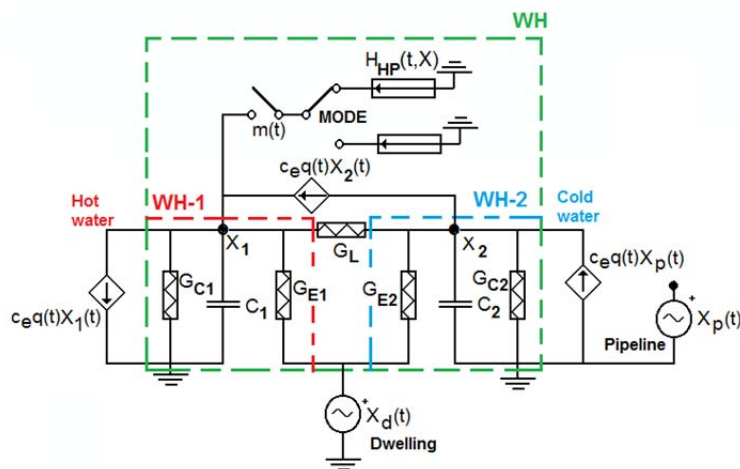 WH
H_HP(t,X)
m(t)
MODE
c_e q(t)X_2(t)
Hot
water
WH-1
WH-2
Cold
water
X_1
G_L
X_2
c_e q(t)X_p(t)
G_C1
C_1
G_E1
G_E2
C_2
G_C2
c_e q(t)X_1(t)
+
X_p(t)
Pipeline
+
X_d(t)
Dwelling